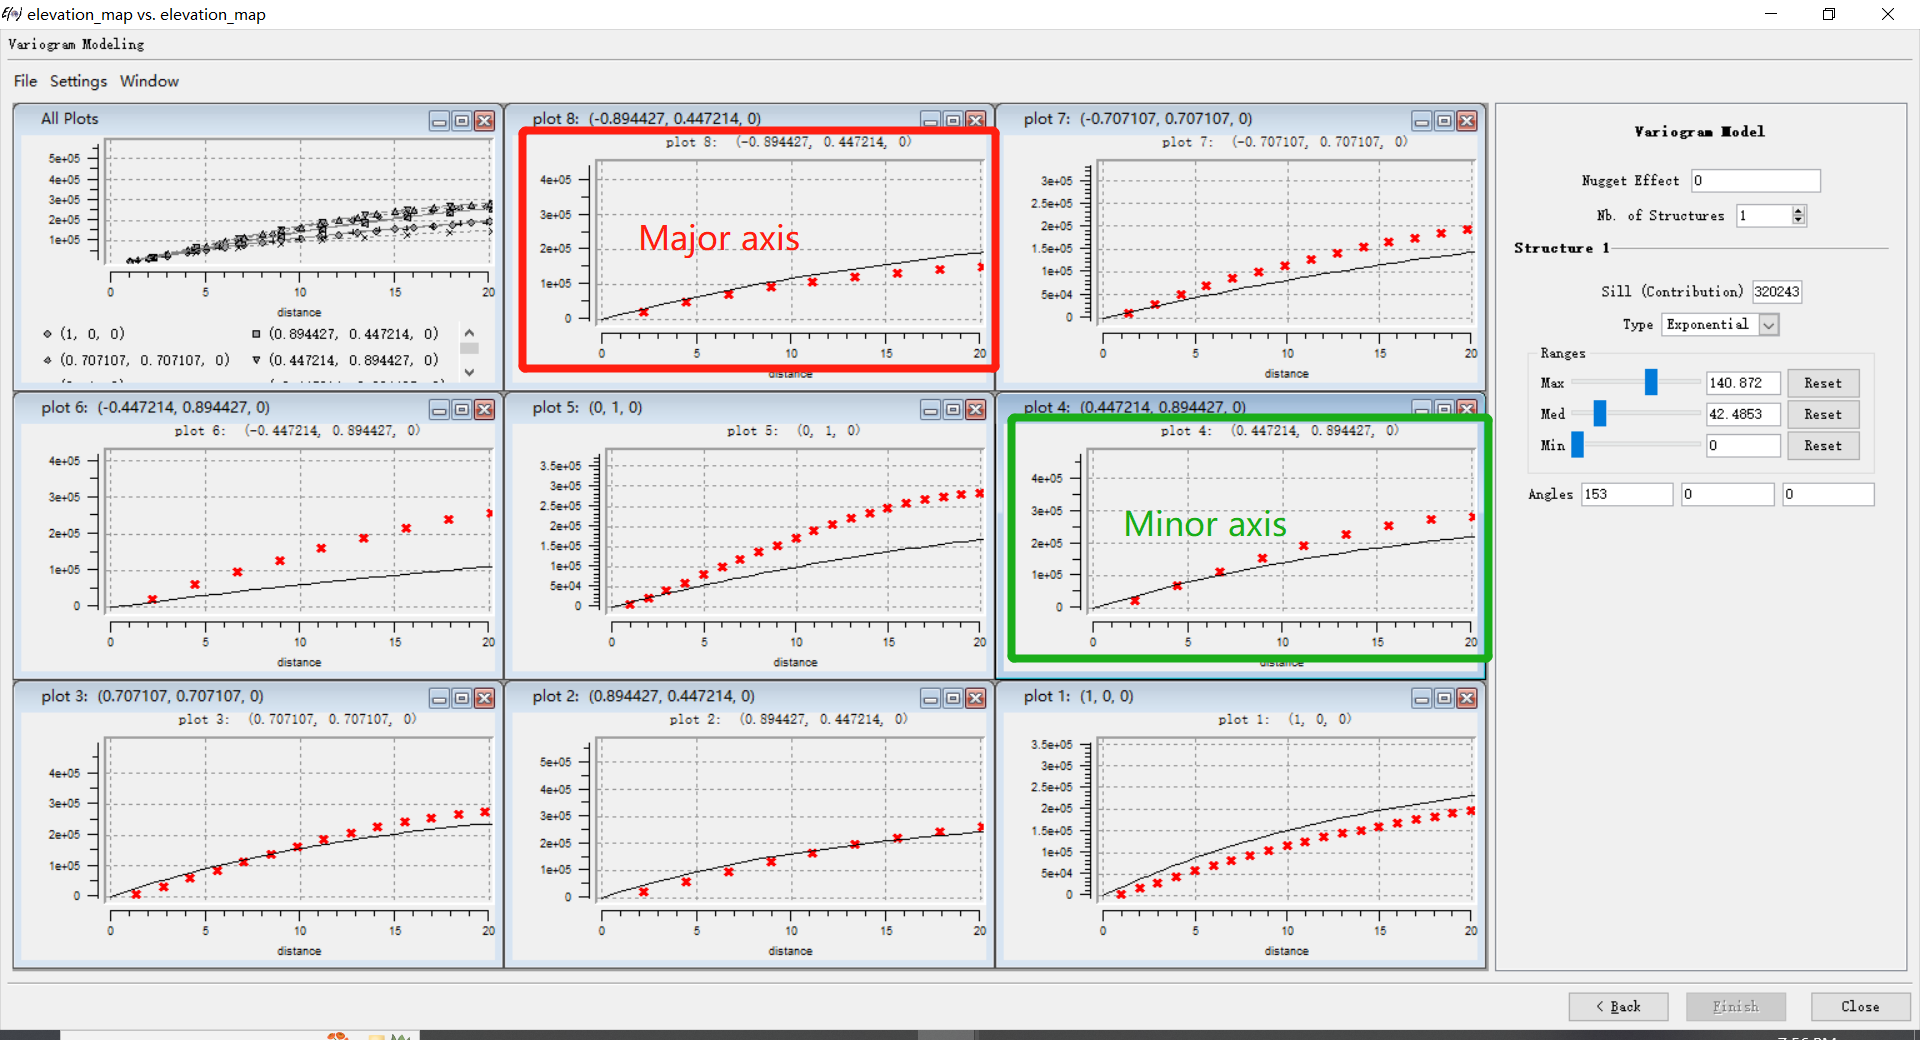 elevation_map vs. elevation_map
Variogram Modeling
File Settings Window
All Plots
5e+05
4e+05
3e+05
2e+05
1e+05
0 5 10 15 20
distance
(1, 0, 0) (0.894427, 0.447214, 0)
(0.707107, 0.707107, 0) (0.447214, 0.894427, 0)
plot 8: (-0.894427, 0.447214, 0)
plot 8: (-0.894427, 0.447214, 0)
4e+05
3e+05
2e+05
1e+05
0
Major axis
0 5 10 15 20
distance
plot 7: (-0.707107, 0.707107, 0)
plot 7: (-0.707107, 0.707107, 0)
3e+05
2.5e+05
2e+05
1.5e+05
1e+05
5e+04
0
0 5 10 15 20
distance
plot 6: (-0.447214, 0.894427, 0)
plot 6: (-0.447214, 0.894427, 0)
4e+05
3e+05
2e+05
1e+05
0
0 5 10 15 20
distance
plot 5: (0, 1, 0)
plot 5: (0, 1, 0)
3.5e+05
3e+05
2.5e+05
2e+05
1.5e+05
1e+05
5e+04
0
0 5 10 15 20
distance
plot 4: (0.447214, 0.894427, 0)
plot 4: (0.447214, 0.894427, 0)
4e+05
3e+05
2e+05
1e+05
0
Minor axis
0 5 10 15 20
distance
plot 3: (0.707107, 0.707107, 0)
plot 3: (0.707107, 0.707107, 0)
4e+05
3e+05
2e+05
1e+05
0
0 5 10 15 20
distance
plot 2: (0.894427, 0.447214, 0)
plot 2: (0.894427, 0.447214, 0)
5e+05
4e+05
3e+05
2e+05
1e+05
0
0 5 10 15 20
distance
plot 1: (1, 0, 0)
plot 1: (1, 0, 0)
3.5e+05
3e+05
2.5e+05
2e+05
1.5e+05
1e+05
5e+04
0
0 5 10 15 20
distance
Variogram Model
Nugget Effect 0
Nb. of Structures 1
Structure 1
Sill (Contribution) 320243
Type Exponential
Ranges
Max 140.872 Reset
Med 42.4853 Reset
Min 0 Reset
Angles 153 0 0
< Back Finish Close